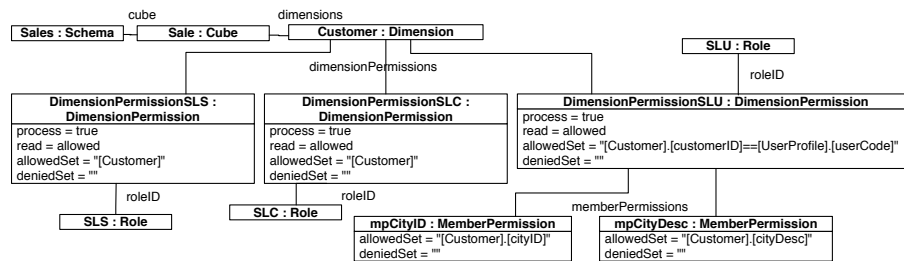 cube
dimensions
Sales : Schema
Sale : Cube
Customer : Dimension
SLU : Role
dimensionPermissions
roleID
DimensionPermissionSLS :
DimensionPermission
process = true
read = allowed
allowedSet = "[Customer]"
deniedSet = ""
DimensionPermissionSLC :
DimensionPermission
process = true
read = allowed
allowedSet = "[Customer]"
deniedSet = ""
DimensionPermissionSLU : DimensionPermission
process = true
read = allowed
allowedSet = "[Customer].[customerID]==[UserProfile].[userCode]"
deniedSet = ""
roleID
SLS : Role
roleID
SLC : Role
memberPermissions
mpCityID : MemberPermission
allowedSet = "[Customer].[cityID]"
deniedSet = ""
mpCityDesc : MemberPermission
allowedSet = "[Customer].[cityDesc]"
deniedSet = ""